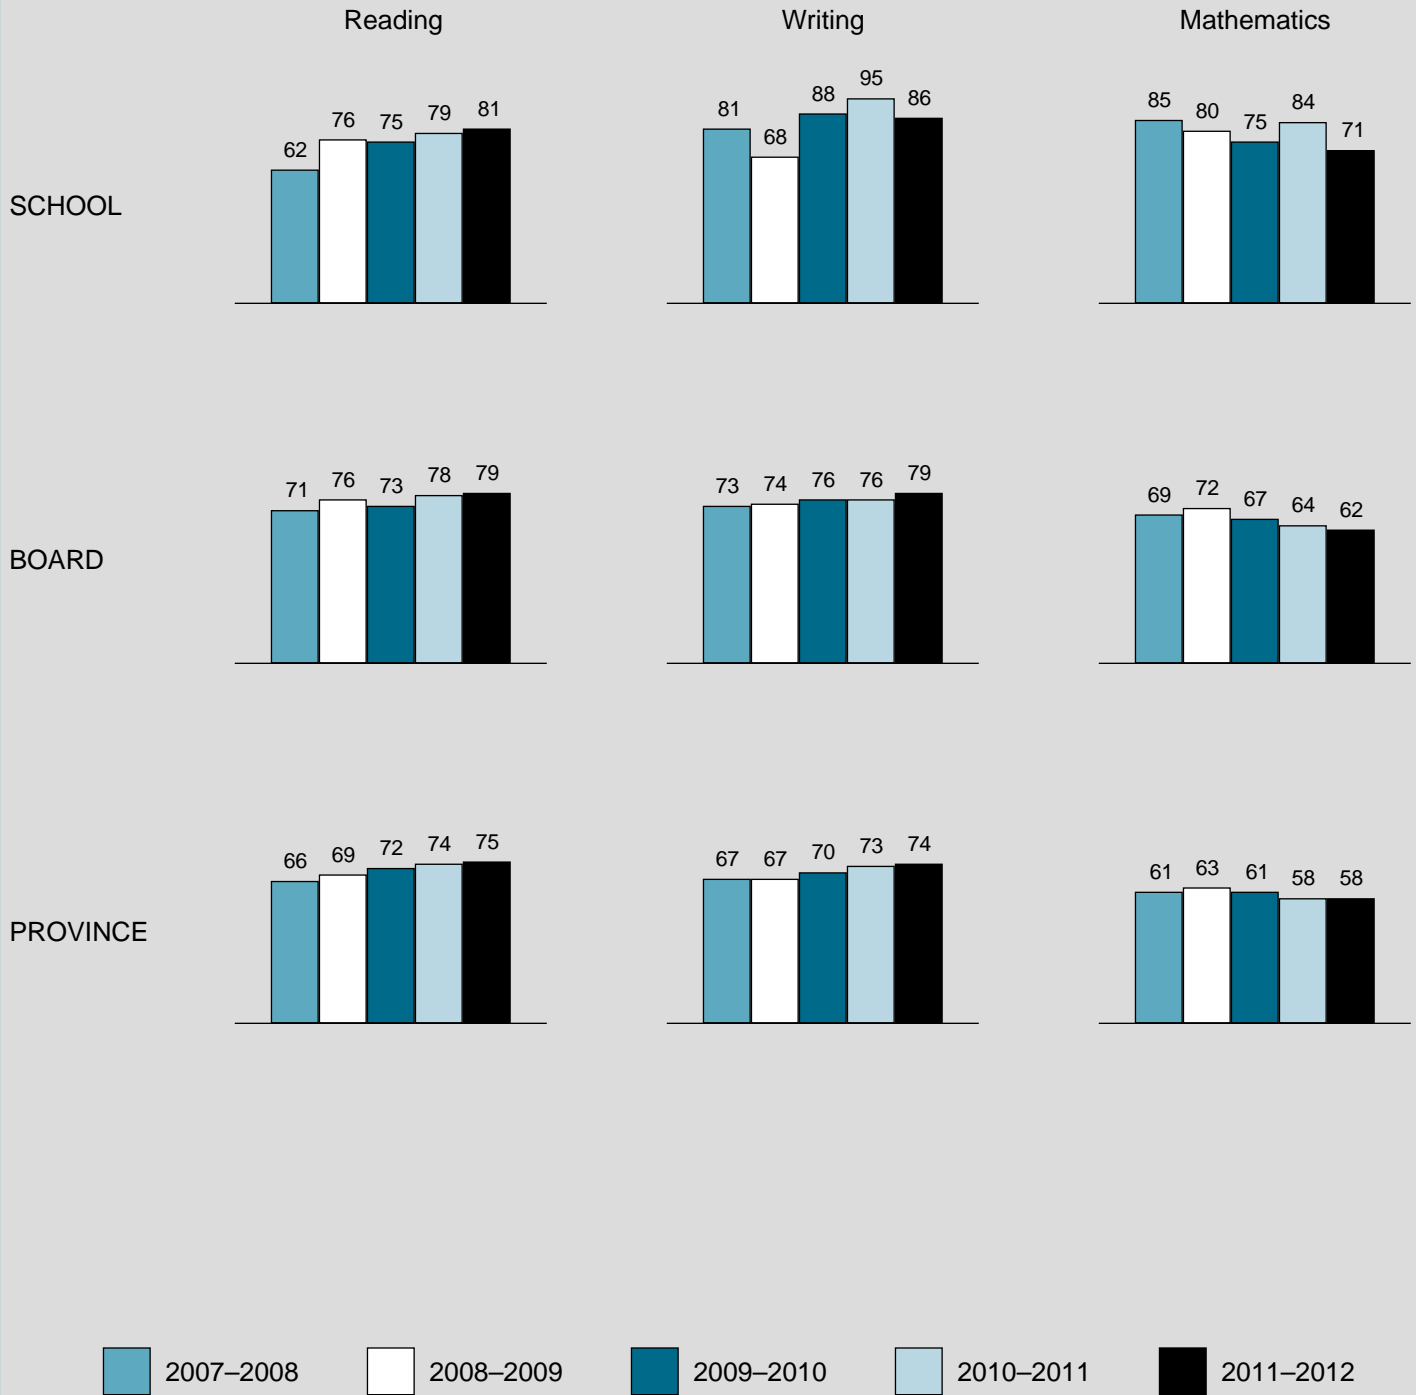 Reading Writing Mathematics
SCHOOL
62 76 75 79 81
81 68 88 95 86
85 80 75 84 71
BOARD
71 76 73 78 79
73 74 76 76 79
69 72 67 64 62
PROVINCE
66 69 72 74 75
67 67 70 73 74
61 63 61 58 58
2007–2008 2008–2009 2009–2010 2010–2011 2011–2012